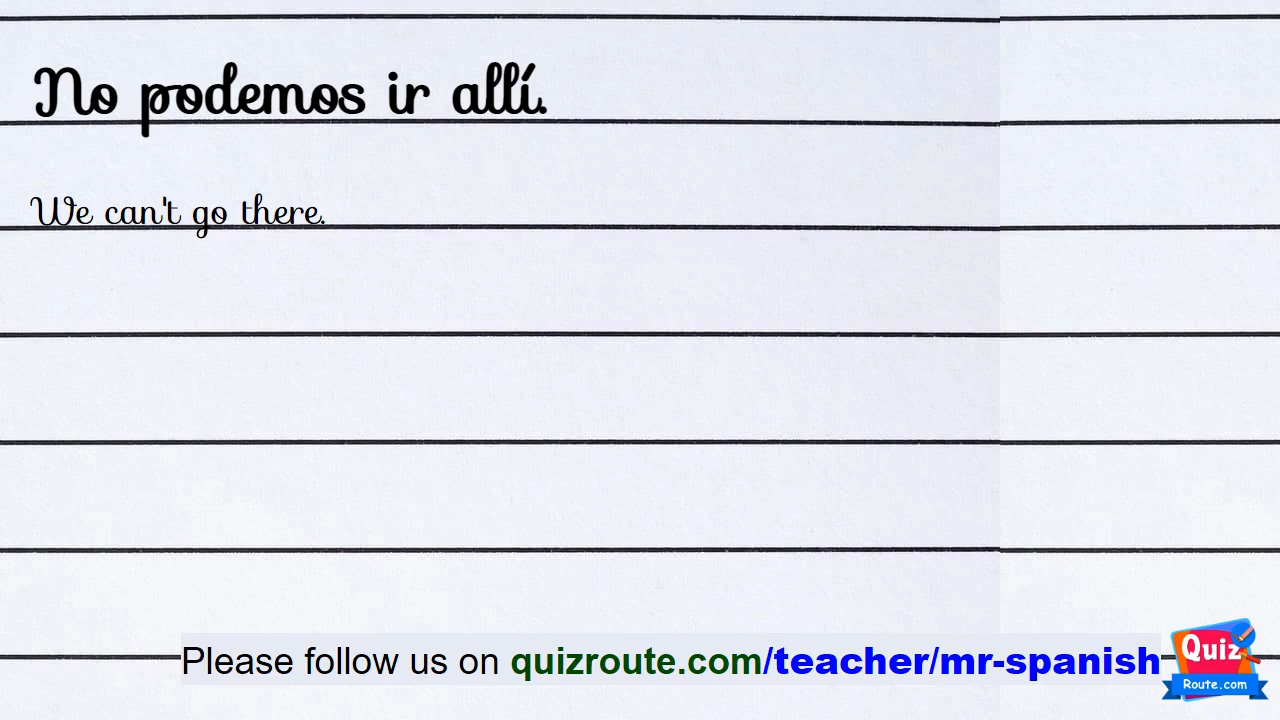 No podemos ir allí.
We can't go there.
Please follow us on quizroute.com/teacher/mr-spanish
Quiz
Route.com